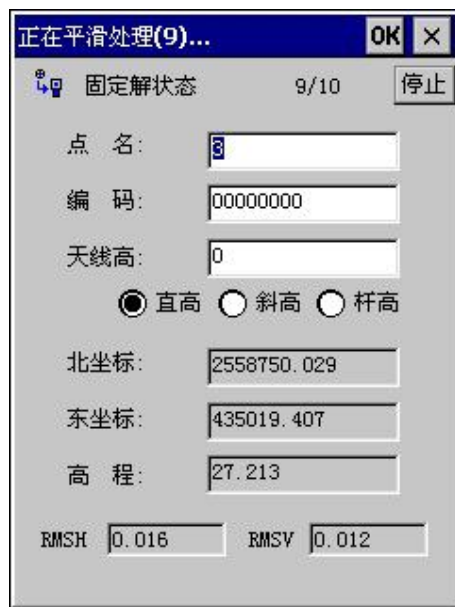 正在平滑处理(9)... OK ×
固定解状态 9/10 停止
点 名: 3
编 码: 00000000
天线高: 0
直高 斜高 杆高
北坐标: 2558750.029
东坐标: 435019.407
高 程: 27.213
RMSH 0.016 RMSV 0.012